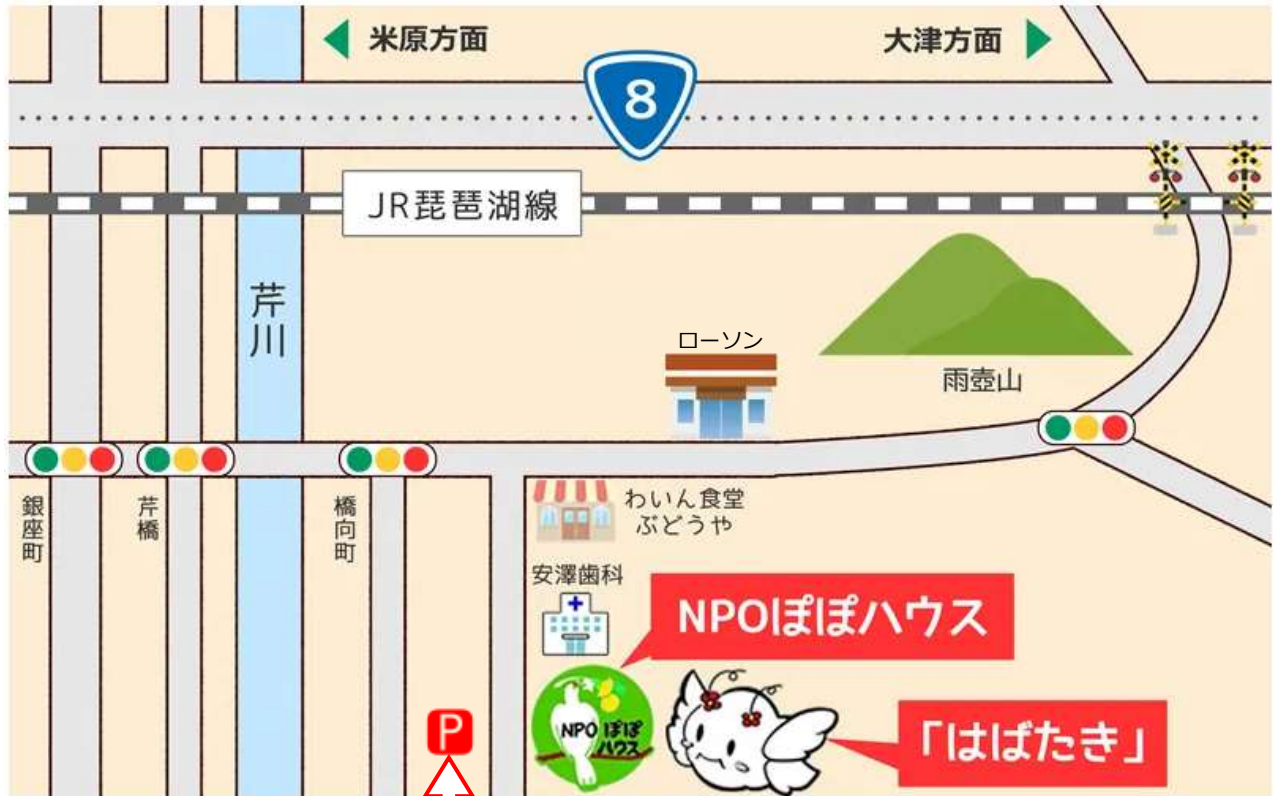 米原方面
大津方面
8
JR琵琶湖線
芹川
ローソン
雨壺山
銀座町
芹橋
橋向町
わいん食堂
ぶどうや
安澤歯科
NPOぽぽハウス
NPO ぽぽ
ハウス
P
「はばたき」